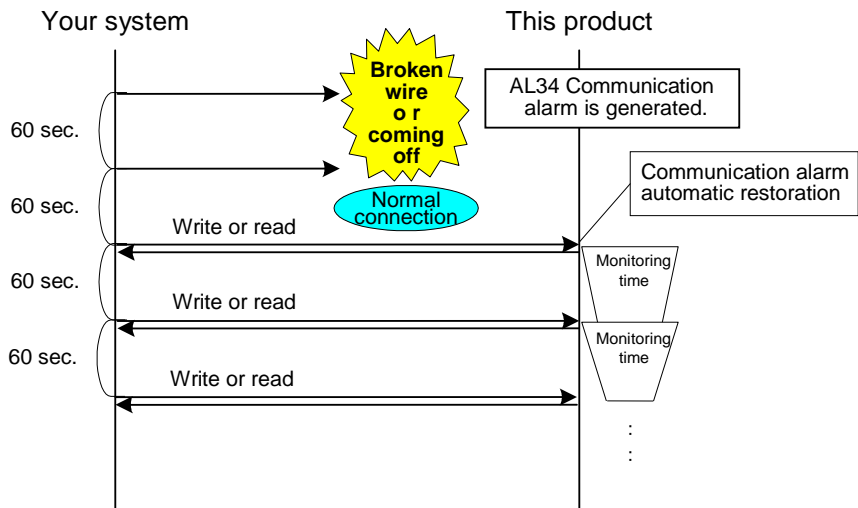 Your system
This product
Broken
wire
o r
coming
off
AL34 Communication
alarm is generated.
60 sec.
Communication alarm
automatic restoration
60 sec.
Normal
connection
Write or read
Monitoring
time
60 sec.
Write or read
Monitoring
time
60 sec.
Write or read
:
: